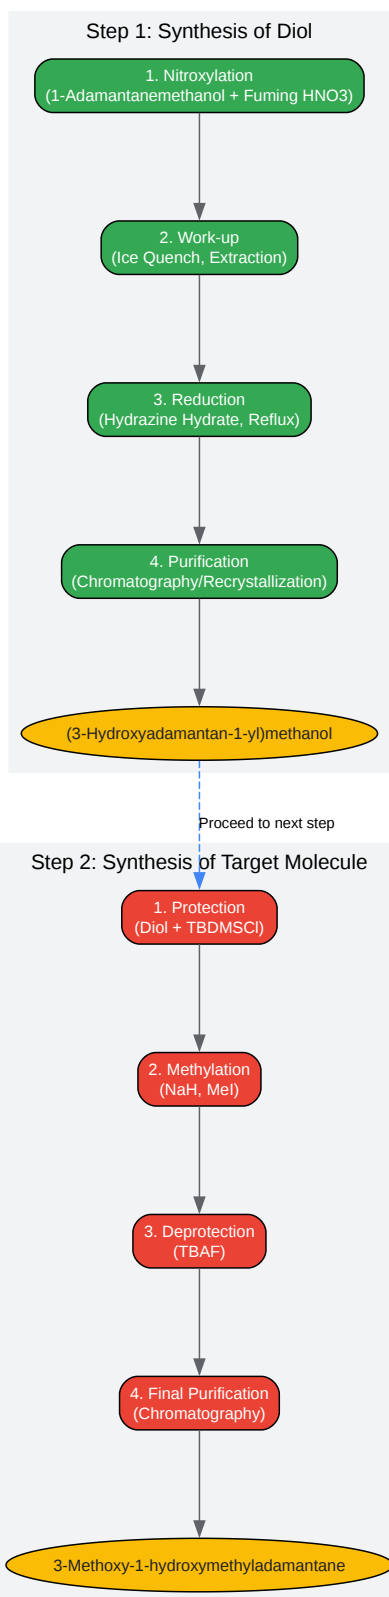 Step 1: Synthesis of Diol
1. Nitroxylation
(1-Adamantanemethanol + Fuming HNO3)
2. Work-up
(Ice Quench, Extraction)
3. Reduction
(Hydrazine Hydrate, Reflux)
4. Purification
(Chromatography/Recrystallization)
(3-Hydroxyadamantan-1-yl)methanol
Proceed to next step
Step 2: Synthesis of Target Molecule
1. Protection
(Diol + TBDMSCl)
2. Methylation
(NaH, MeI)
3. Deprotection
(TBAF)
4. Final Purification
(Chromatography)
3-Methoxy-1-hydroxymethyladamantane